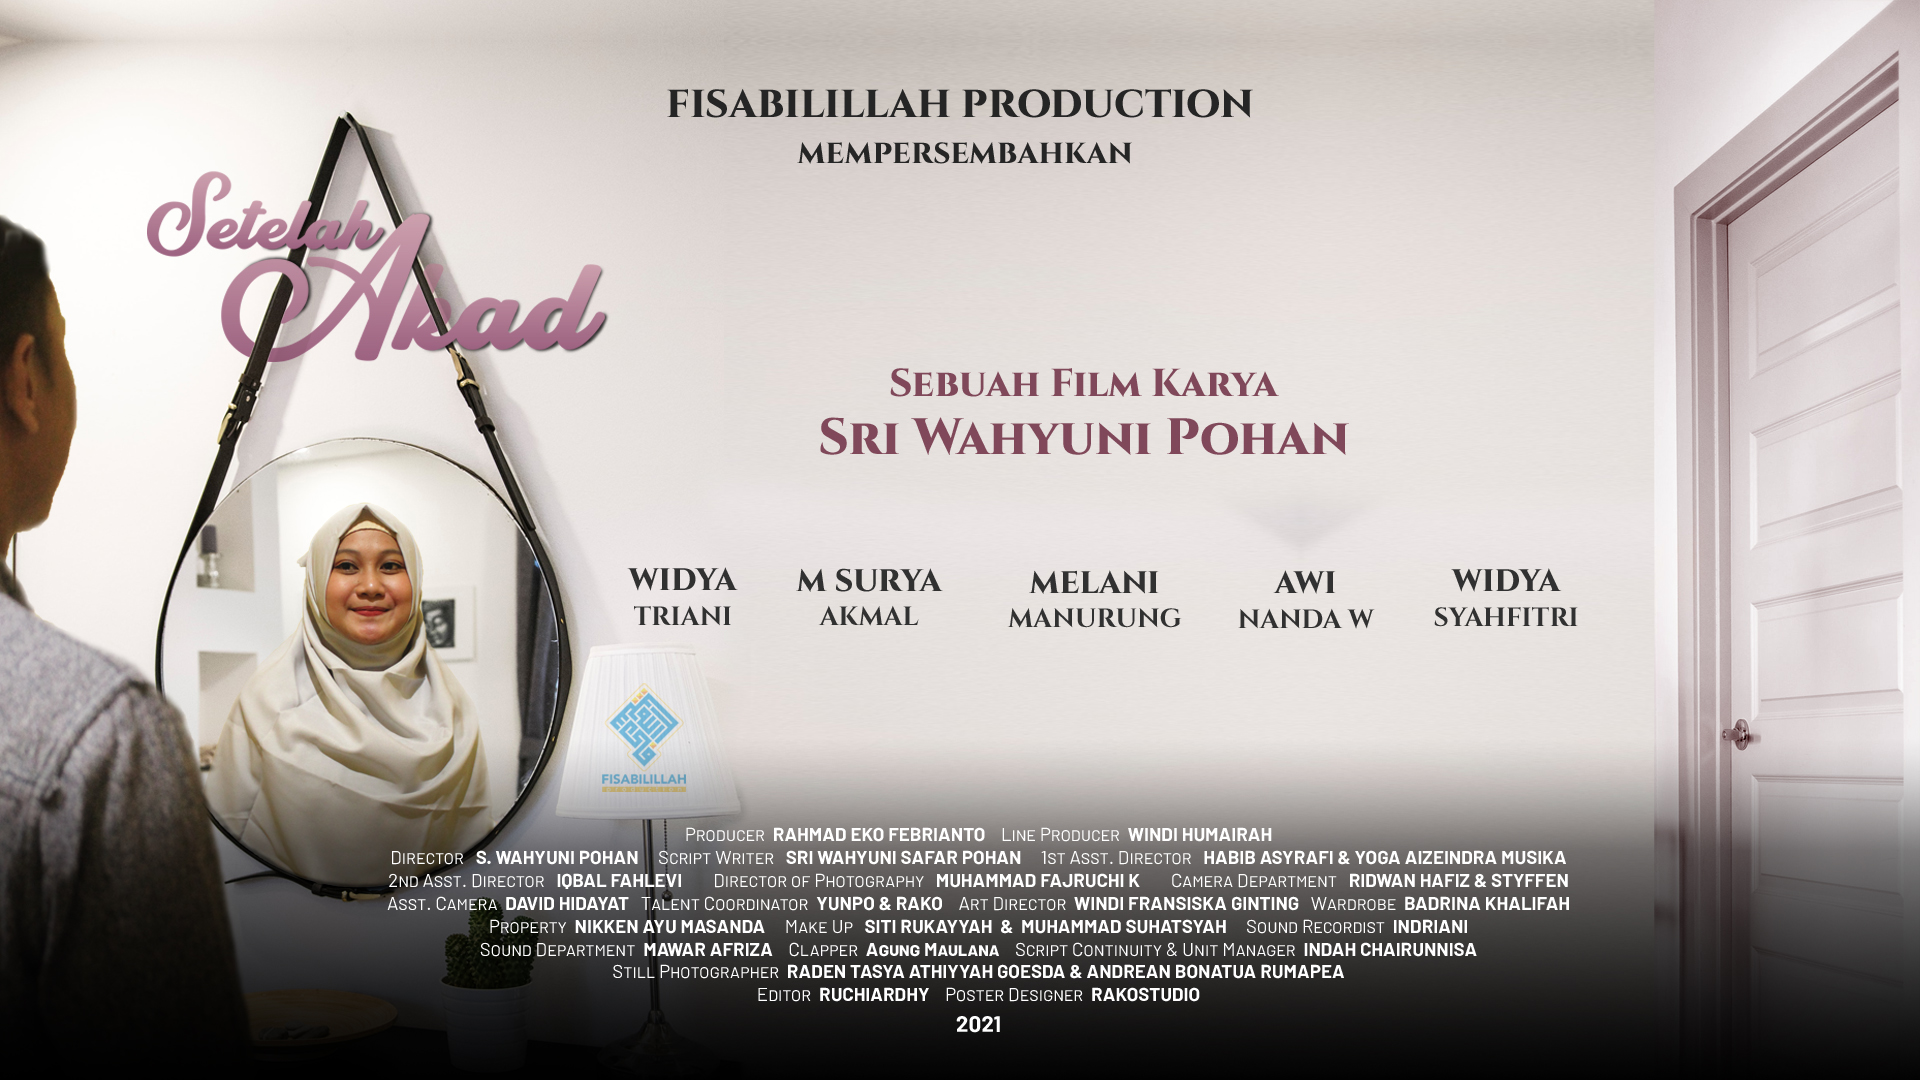 FISABILILLAH PRODUCTION
MEMPERSEMBAHKAN
Setelah
Akad
SEBUAH FILM KARYA
SRI WAHYUNI POHAN
WIDYA TRIANI
M SURYA AKMAL
MELANI MANURUNG
AWI NANDA W
WIDYA SYAHFITRI
FISABILILLAH
PRODUCER RAHMAD EKO FEBRIANTO LINE PRODUCER WINDI HUMAIRAH
DIRECTOR S. WAHYUNI POHAN SCRIPT WRITER SRI WAHYUNI SAFAR POHAN 1ST ASST. DIRECTOR HABIB ASYRAFI & YOGA AIZEINDRA MUSIKA
2ND ASST. DIRECTOR IQBAL FAHLEVI DIRECTOR OF PHOTOGRAPHY MUHAMMAD FAJRUCHI K CAMERA DEPARTMENT RIDWAN HAFIZ & STYFFEN
ASST. CAMERA DAVID HIDAYAT TALENT COORDINATOR YUNPO & RAKO ART DIRECTOR WINDI FRANSISKA GINTING WARDROBE BADRINA KHALIFAH
PROPERTY NIKKEN AYU MASANDA MAKE UP SITI RUKAYYAH & MUHAMMAD SUHATSYAH SOUND RECORDIST INDRIANI
SOUND DEPARTMENT MAWAR AFRIZA CLAPPER AGUNG MAULANA SCRIPT CONTINUITY & UNIT MANAGER INDAH CHAIRUNNISA
STILL PHOTOGRAPHER RADEN TASYA ATHIYYAH GOESDA & ANDREAN BONATUA RUMAPEA
EDITOR RUCHIARDHY POSTER DESIGNER RAKOSTUDIO
2021